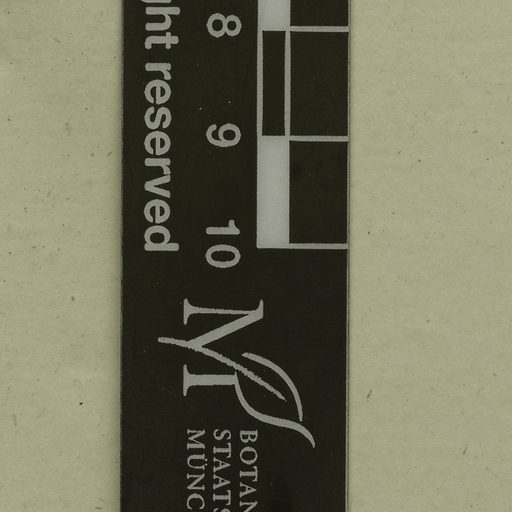 8 9 10
ght reserved
M
BOTAN
STAATS
MÜNC